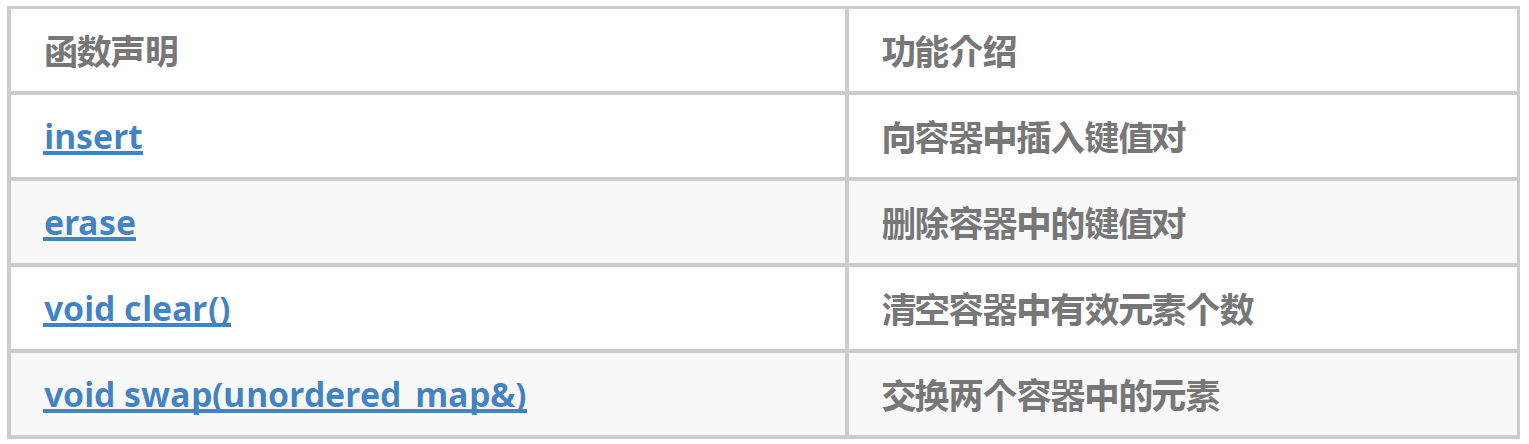 函数声明 功能介绍
insert 向容器中插入键值对
erase 删除容器中的键值对
void clear() 清空容器中有效元素个数
void swap(unordered_map&) 交换两个容器中的元素